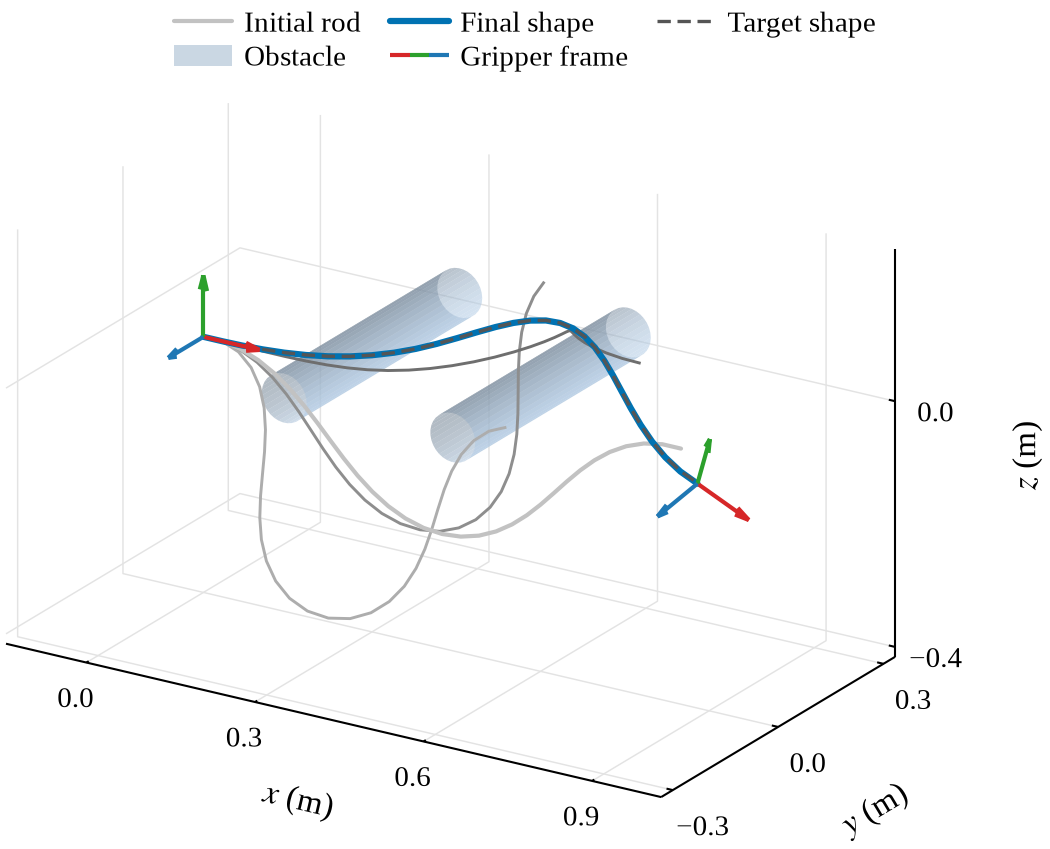 Initial rod Final shape Target shape
Obstacle Gripper frame
0.0
z (m)
−0.4
0.3
0.0
0.3
0.0
0.6
x (m)
y (m)
0.9
−0.3